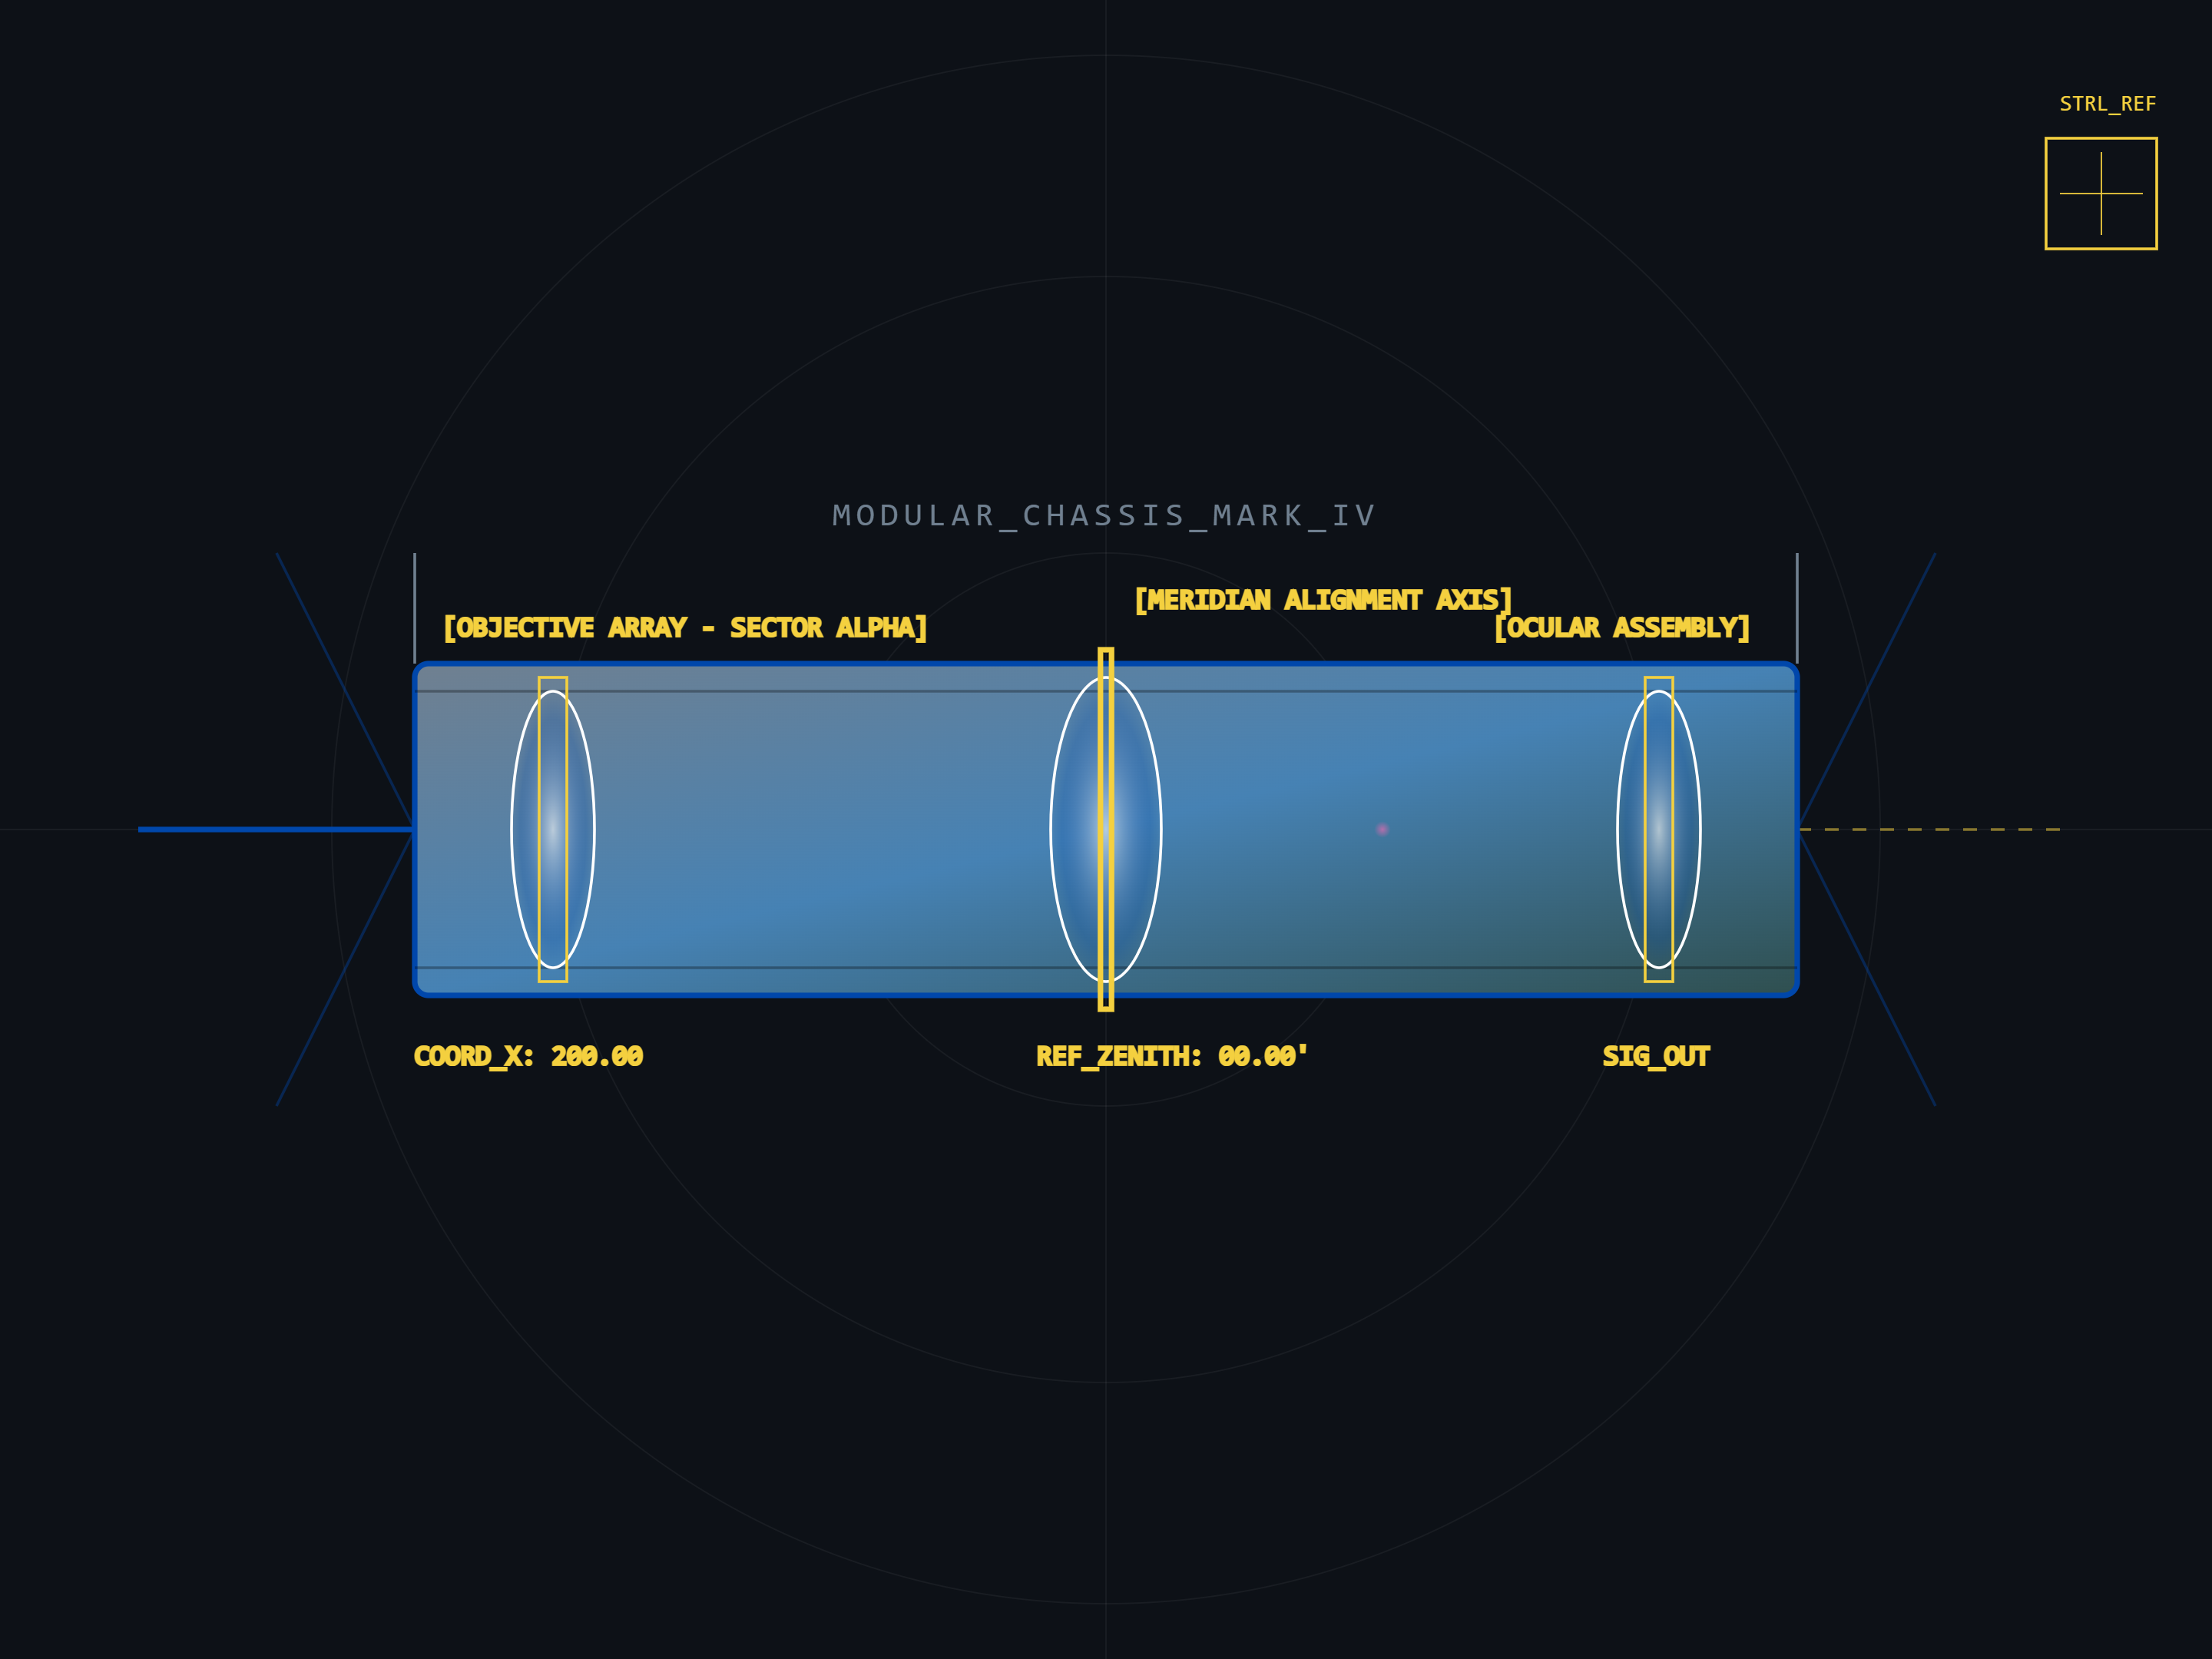 STRL_REF
MODULAR_CHASSIS_MARK_IV
[MERIDIAN ALIGNMENT AXIS]
[OBJECTIVE ARRAY - SECTOR ALPHA]
[OCULAR ASSEMBLY]
COORD_X: 200.00
REF_ZENITH: 00.00'
SIG_OUT